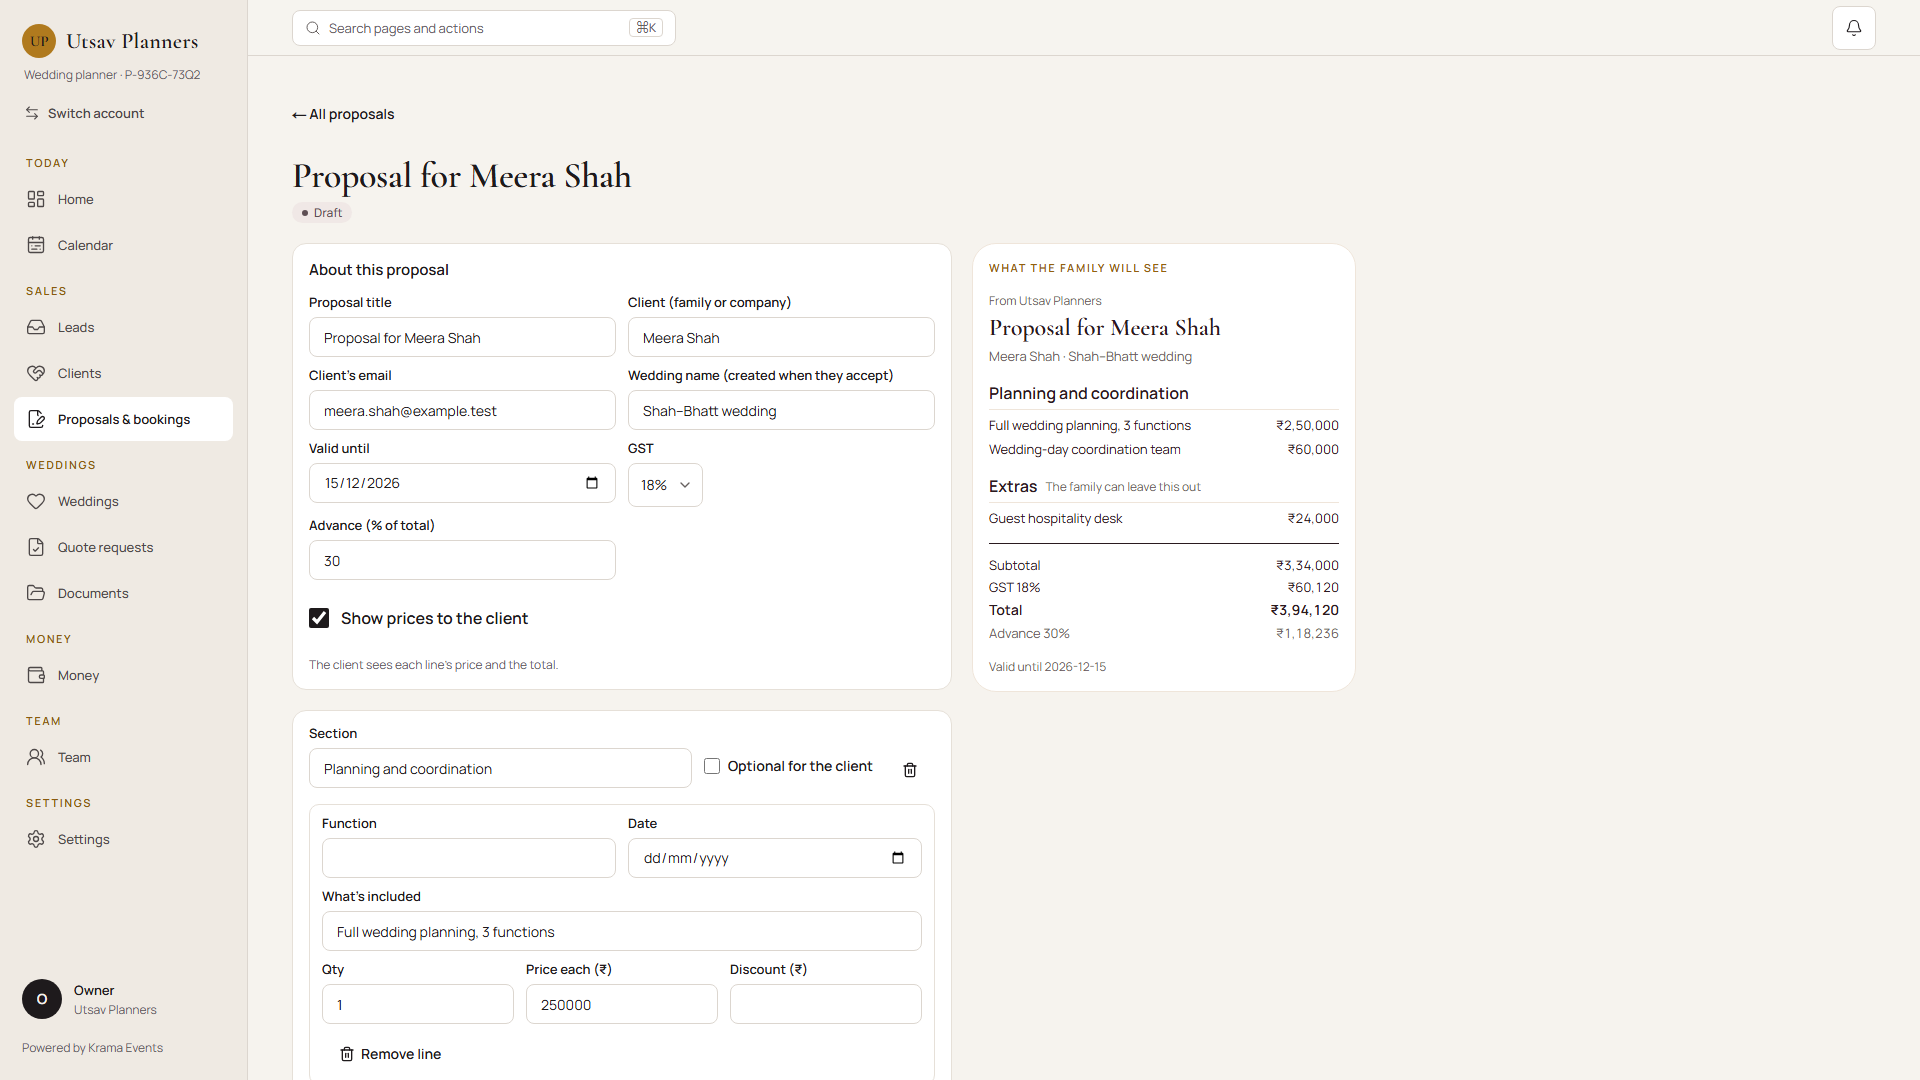 UP Utsav Planners
Wedding planner · P-936C-73Q2
Switch account
TODAY
Home
Calendar
SALES
Leads
Clients
Proposals & bookings
WEDDINGS
Weddings
Quote requests
Documents
MONEY
Money
TEAM
Team
SETTINGS
Settings
O
Owner
Utsav Planners
Powered by Krama Events
Search pages and actions ⌘K
← All proposals
Proposal for Meera Shah
Draft
About this proposal
Proposal title
Proposal for Meera Shah
Client (family or company)
Meera Shah
Client's email
meera.shah@example.test
Wedding name (created when they accept)
Shah–Bhatt wedding
Valid until
15/12/2026
GST
18%
Advance (% of total)
30
Show prices to the client
The client sees each line's price and the total.
Section
Planning and coordination
Optional for the client
Function
Date
dd/mm/yyyy
What's included
Full wedding planning, 3 functions
Qty
1
Price each (₹)
250000
Discount (₹)
Remove line
WHAT THE FAMILY WILL SEE
From Utsav Planners
Proposal for Meera Shah
Meera Shah · Shah–Bhatt wedding
Planning and coordination
Full wedding planning, 3 functions ₹2,50,000
Wedding-day coordination team ₹60,000
Extras The family can leave this out
Guest hospitality desk ₹24,000
Subtotal ₹3,34,000
GST 18% ₹60,120
Total ₹3,94,120
Advance 30% ₹1,18,236
Valid until 2026-12-15